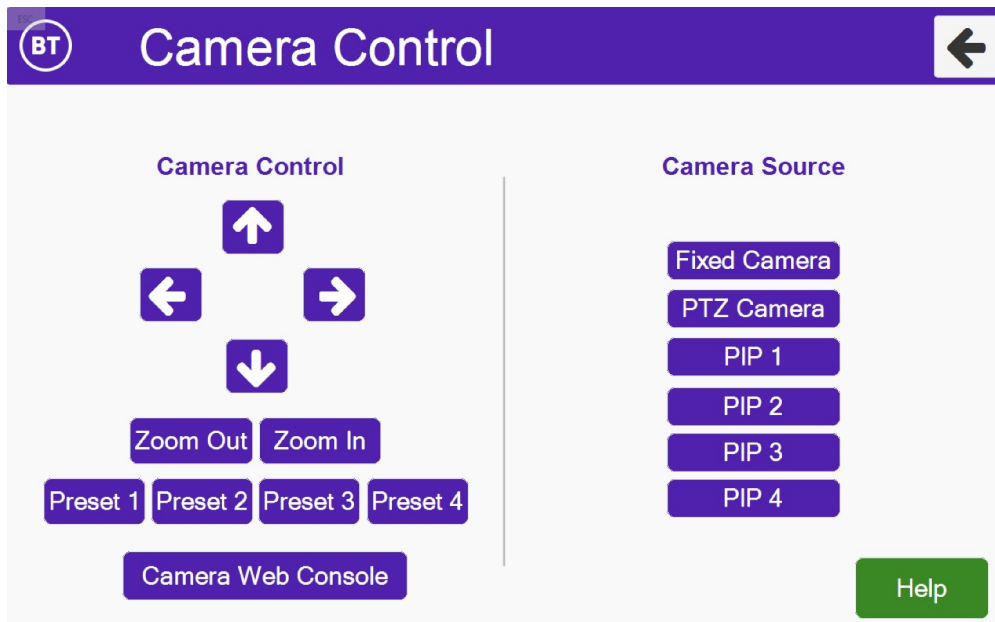 ESC
BT
Camera Control
Camera Control
Zoom Out
Zoom In
Preset 1
Preset 2
Preset 3
Preset 4
Camera Web Console
Camera Source
Fixed Camera
PTZ Camera
PIP 1
PIP 2
PIP 3
PIP 4
Help